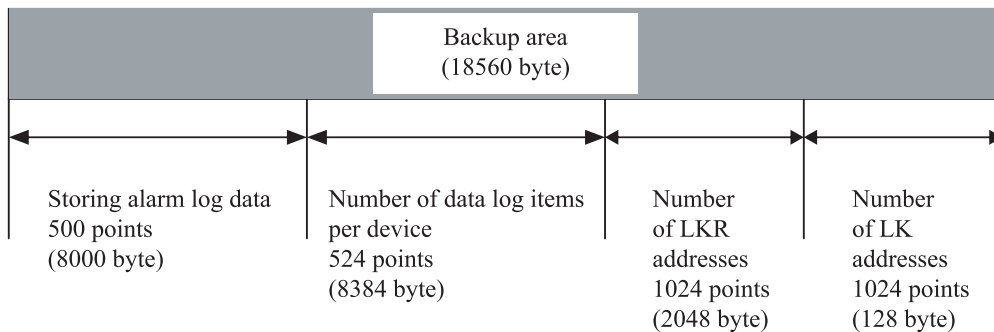 Backup area
(18560 byte)
Storing alarm log data
500 points
(8000 byte)
Number of data log items
per device
524 points
(8384 byte)
Number
of LKR
addresses
1024 points
(2048 byte)
Number
of LK
addresses
1024 points
(128 byte)